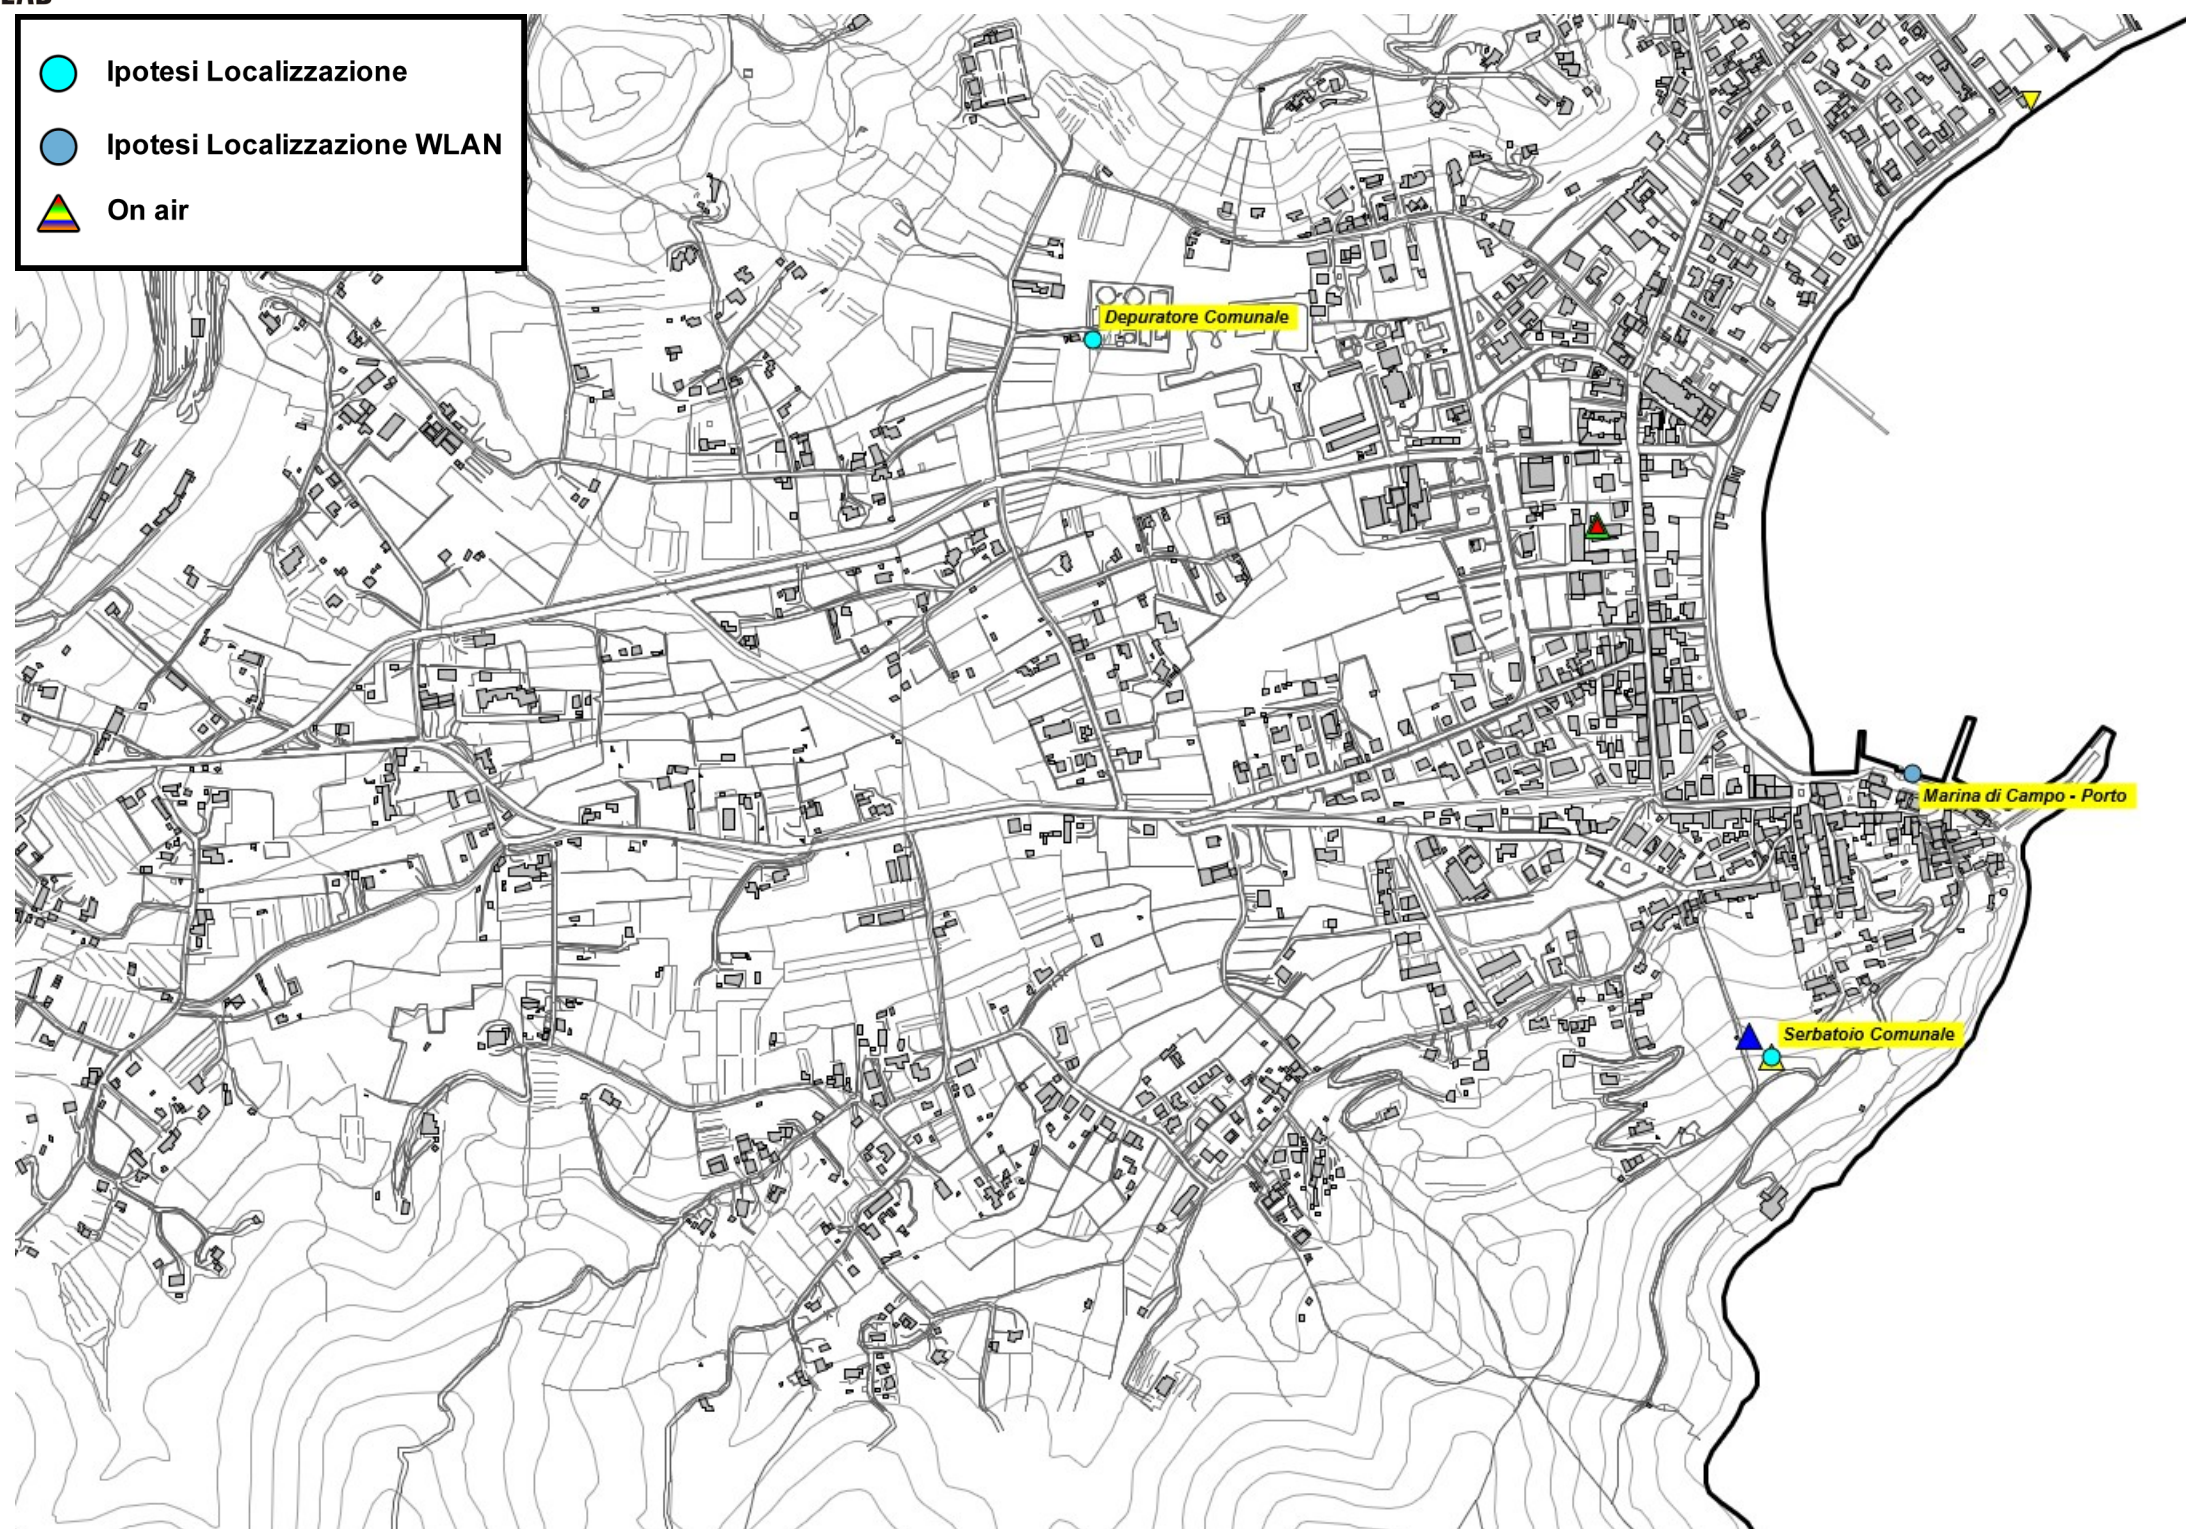 Ipotesi Localizzazione
Ipotesi Localizzazione WLAN
On air
Depuratore Comunale
Marina di Campo - Porto
Serbatoio Comunale